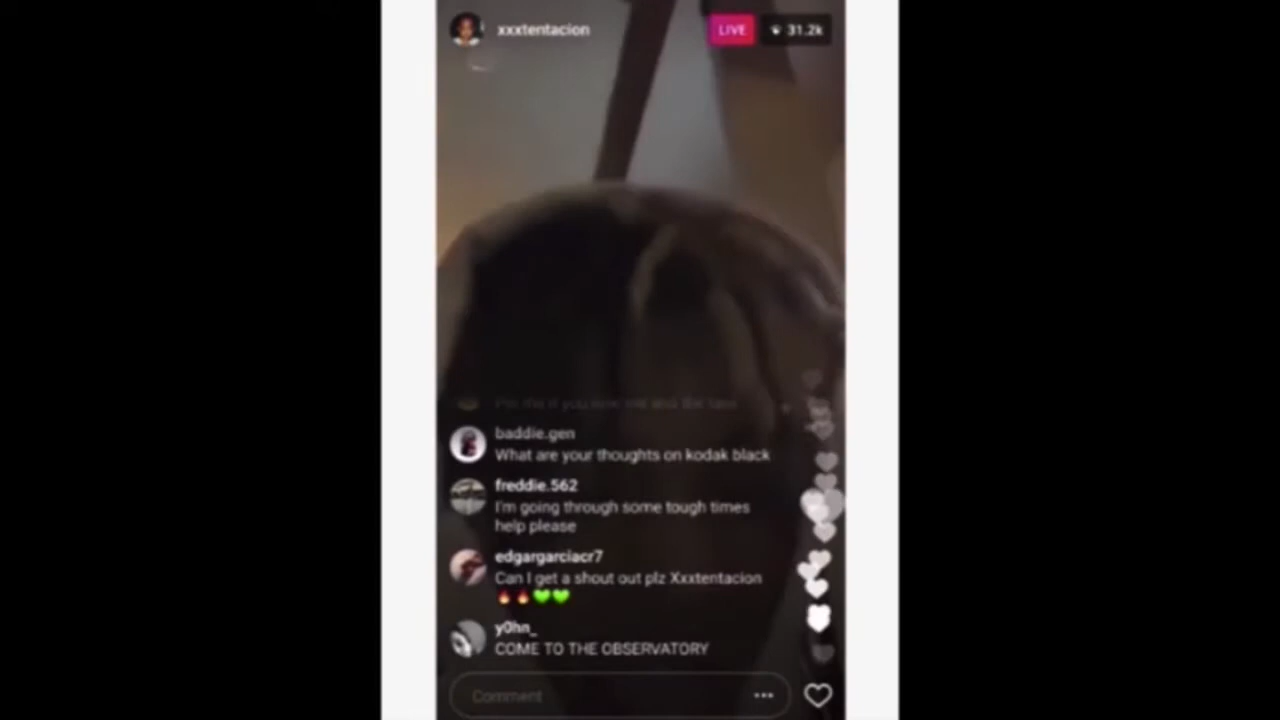 xxxtentacion LIVE 31.2k
baddie.gen
What are your thoughts on kodak black
freddie.562
I'm going through some tough times
help please
edgargarciacr7
Can I get a shout out plz Xxxtentacion
🔥🔥💚💚
y0hn_
COME TO THE OBSERVATORY
Comment